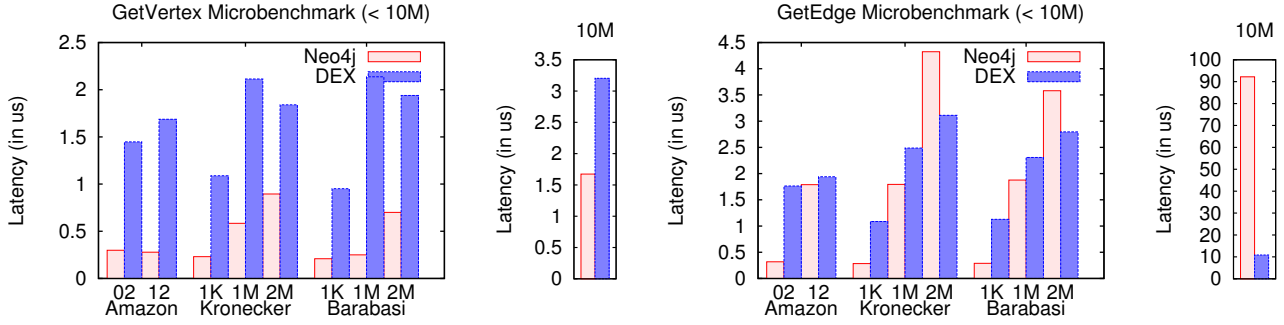 GetVertex Microbenchmark (< 10M)
2.5
2
1.5
1
0.5
0
Latency (in us)
Neo4j
DEX
02 12 1K 1M 2M 1K 1M 2M
Amazon Kronecker Barabasi
10M
3.5
3
2.5
2
1.5
1
0.5
0
Latency (in us)
GetEdge Microbenchmark (< 10M)
4.5
4
3.5
3
2.5
2
1.5
1
0.5
0
Latency (in us)
Neo4j
DEX
02 12 1K 1M 2M 1K 1M 2M
Amazon Kronecker Barabasi
10M
100
90
80
70
60
50
40
30
20
10
0
Latency (in us)